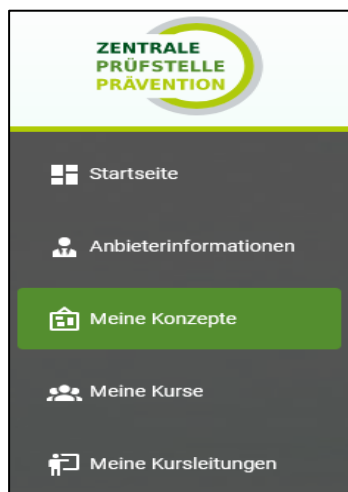 ZENTRALE
PRÜFSTELLE
PRÄVENTION
Startseite
Anbieterinformationen
Meine Konzepte
Meine Kurse
Meine Kursleitungen